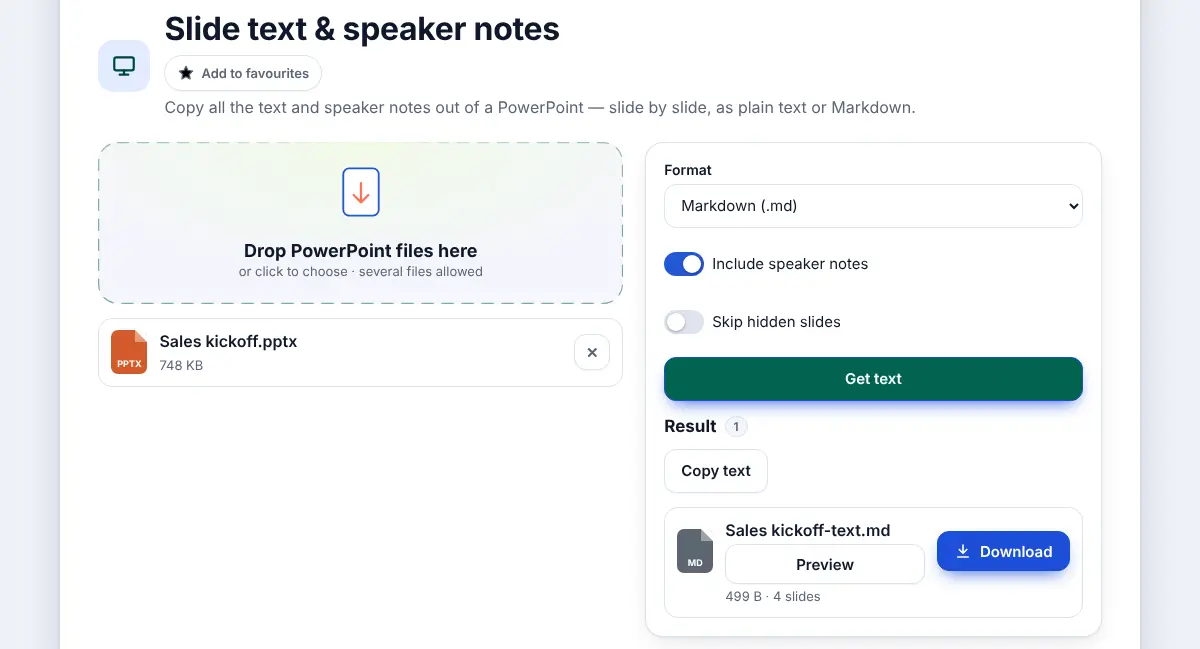 Slide text & speaker notes
Add to favourites
Copy all the text and speaker notes out of a PowerPoint — slide by slide, as plain text or Markdown.
Drop PowerPoint files here
or click to choose · several files allowed
PPTX
Sales kickoff.pptx
748 KB
Format
Markdown (.md)
Include speaker notes
Skip hidden slides
Get text
Result 1
Copy text
MD
Sales kickoff-text.md
Preview
499 B · 4 slides
Download